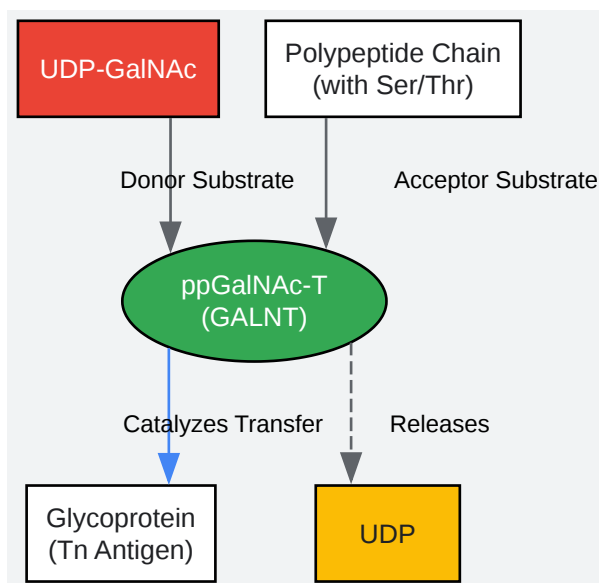 UDP-GalNAc
Polypeptide Chain
(with Ser/Thr)
Donor Substrate
Acceptor Substrate
ppGalNAc-T
(GALNT)
Catalyzes Transfer
Releases
Glycoprotein
(Tn Antigen)
UDP